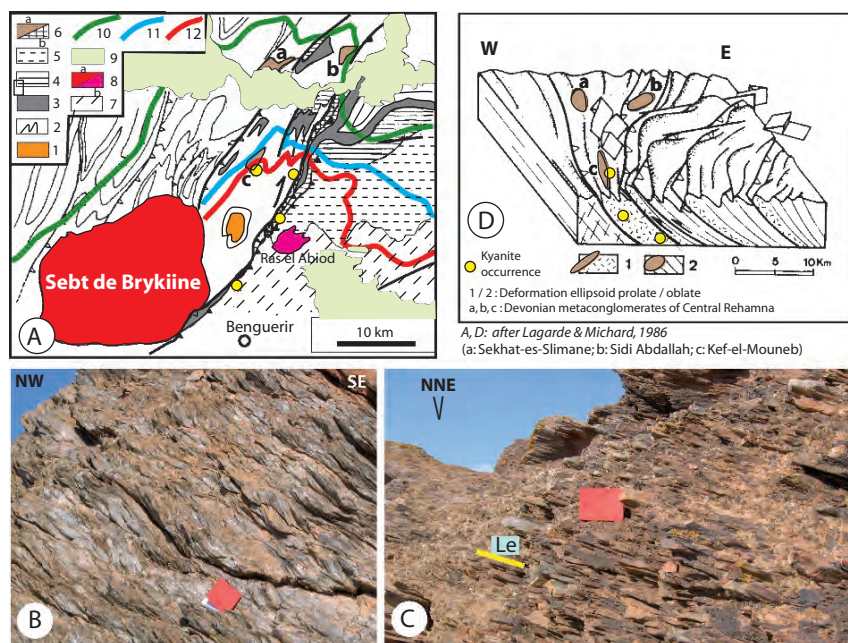 a
6
10
11
12
b
5
9
4
a
8
3
b
7
2
1
a
b
c
Sebt de Brykiine
Ras el Abiod
Benguerir
10 km
A
W
E
a
b
c
D
Kyanite
occurrence
1
2
0 5 10 Km
1 / 2 : Deformation ellipsoid prolate / oblate
a, b, c : Devonian metaconglomerates of Central Rehamna
A, D: after Lagarde & Michard, 1986
(a: Sekhat-es-Slimane; b: Sidi Abdallah; c: Kef-el-Mouneb)
NW
SE
B
NNE
Le
C